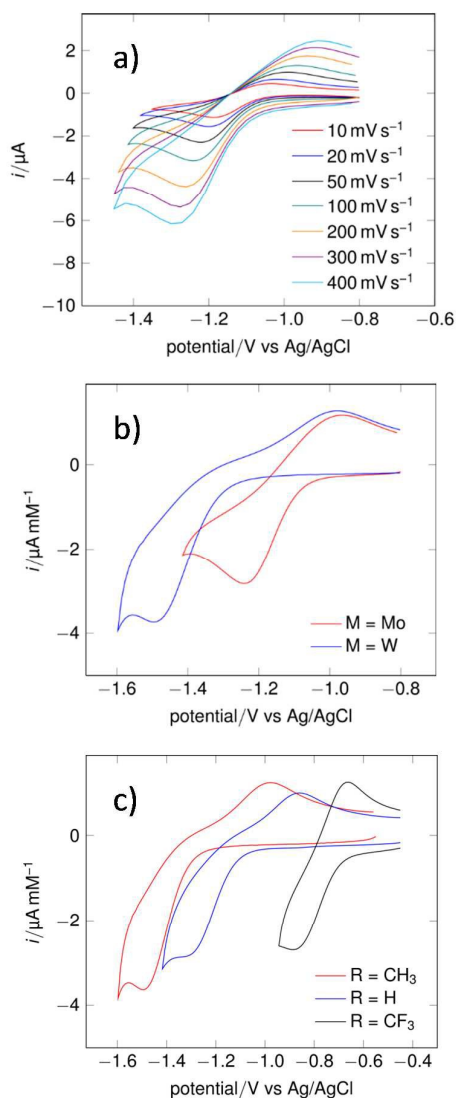 a)
2
0
−2
−4
−6
−8
−10
i/μA
10 mV s⁻¹
20 mV s⁻¹
50 mV s⁻¹
100 mV s⁻¹
200 mV s⁻¹
300 mV s⁻¹
400 mV s⁻¹
−1.4 −1.2 −1.0 −0.8 −0.6
potential/V vs Ag/AgCl
b)
0
−2
−4
i/μA mM⁻¹
M = Mo
M = W
−1.6 −1.4 −1.2 −1.0 −0.8
potential/V vs Ag/AgCl
c)
0
−2
−4
i/μA mM⁻¹
R = CH₃
R = H
R = CF₃
−1.6 −1.4 −1.2 −1.0 −0.8 −0.6 −0.4
potential/V vs Ag/AgCl